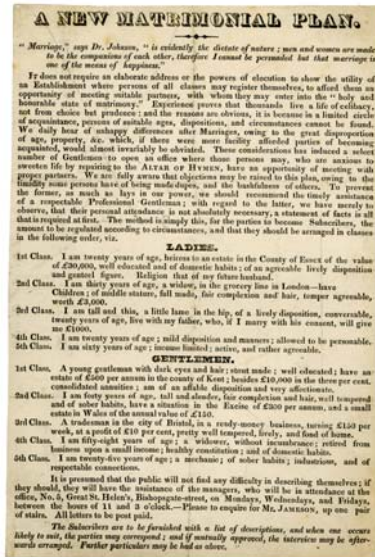 A NEW MATRIMONIAL PLAN.
"Marriage," says Dr. Johnson, "is evidently the dictate of nature; men and women are made
to be the companions of each other, therefore I cannot be persuaded but that marriage is
one of the means of happiness."
IT does not require an elaborate address or the powers of elocution to show the utility of
an Establishment where persons of all classes may register themselves, to afford them an
opportunity of meeting suitable partners, with whom they may enter into the "holy and
honorable state of matrimony." Experience proves that thousands live a life of celibacy,
not from choice but prudence; and the reasons are obvious, it is because in a limited circle
of acquaintance, persons of suitable ages, dispositions, and circumstances cannot be found.
We daily hear of unhappy differences after Marriages, owing to the great disproportion
of age, property, &c. which, if there were more facility afforded parties of becoming
acquainted, would almost invariably be obviated. These considerations has induced a select
number of Gentlemen to open an office where those persons may, who are anxious to
sweeten life by repairing to the ALTAR OF HYMEN, have an opportunity of meeting with
proper partners. We are fully aware that objections may be raised to this plan, owing to the
timidity some persons have of being made dupes, and the bashfulness of others. To prevent
the former, as much as lays in our power, we should recommend the timely assistance
of a respectable Professional Gentleman; with regard to the latter, we have merely to
observe, that their personal attendance is not absolutely necessary, a statement of facts is all
that is required at first. The method is simply this, for the parties to become Subscribers, the
amount to be regulated according to circumstances, and that they should be arranged in classes
in the following order, viz.
LADIES.
1st Class. I am twenty years of age, heiress to an estate in the County of Essex of the value
of £30,000, well educated and of domestic habits; of an agreeable lively disposition
and genteel figure. Religion that of my future husband.
2nd Class. I am thirty years of age, a widow, in the grocery line in London—have
Children; of middle stature, full made, fair complexion and hair, temper agreeable,
worth £3,000.
3rd Class. I am tall and thin, a little lame in the hip, of a lively disposition, conversable,
twenty years of age, live with my father, who, if I marry with his consent, will give
me £1000.
4th Class. I am twenty years of age; mild disposition and manners; allowed to be personable.
5th Class. I am sixty years of age; income limited; active, and rather agreeable.
GENTLEMEN.
1st Class. A young gentleman with dark eyes and hair; stout made; well educated; have an
estate of £500 per annum in the county of Kent; besides £10,000 in the three per cent.
consolidated annuities; am of an affable disposition and very affectionate.
2nd Class. I am forty years of age, tall and slender, fair complexion and hair, well tempered
and of sober habits, have a situation in the Excise of £300 per annum, and a small
estate in Wales of the annual value of £150.
3rd Class. A tradesman in the city of Bristol, in a ready-money business, turning £150 per
week, at a profit of £10 per cent, pretty well tempered, lively, and fond of home.
4th Class. I am fifty-eight years of age; a widower, without incumbrance; retired from
business upon a small income; healthy constitution; and of domestic habits.
5th Class. I am twenty-five years of age; a mechanic; of sober habits; industrious, and of
respectable connections.
It is presumed that the public will not find any difficulty in describing themselves; if
they should, they will have the assistance of the managers, who will be in attendance at the
office, No. 5, Great St. Helen's, Bishopsgate-street, on Mondays, Wednesdays, and Fridays,
between the hours of 11 and 3 o'clock.—Please to enquire for Mr. JAMESON, up one pair
of stairs. All letters to be post paid.
The Subscribers are to be furnished with a list of descriptions, and when one occurs
likely to suit, the parties may correspond; and if mutually approved, the interview may be after-
wards arranged. Further particulars may be had as above.